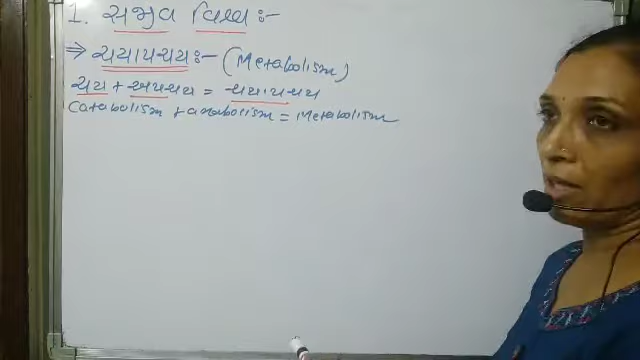 1. સજીવ વિશ્વ :-
⇒ ચયાપચય :- (Metabolism)
ચય + અપચય = ચયાપચય
Catabolism + anabolism = Metabolism